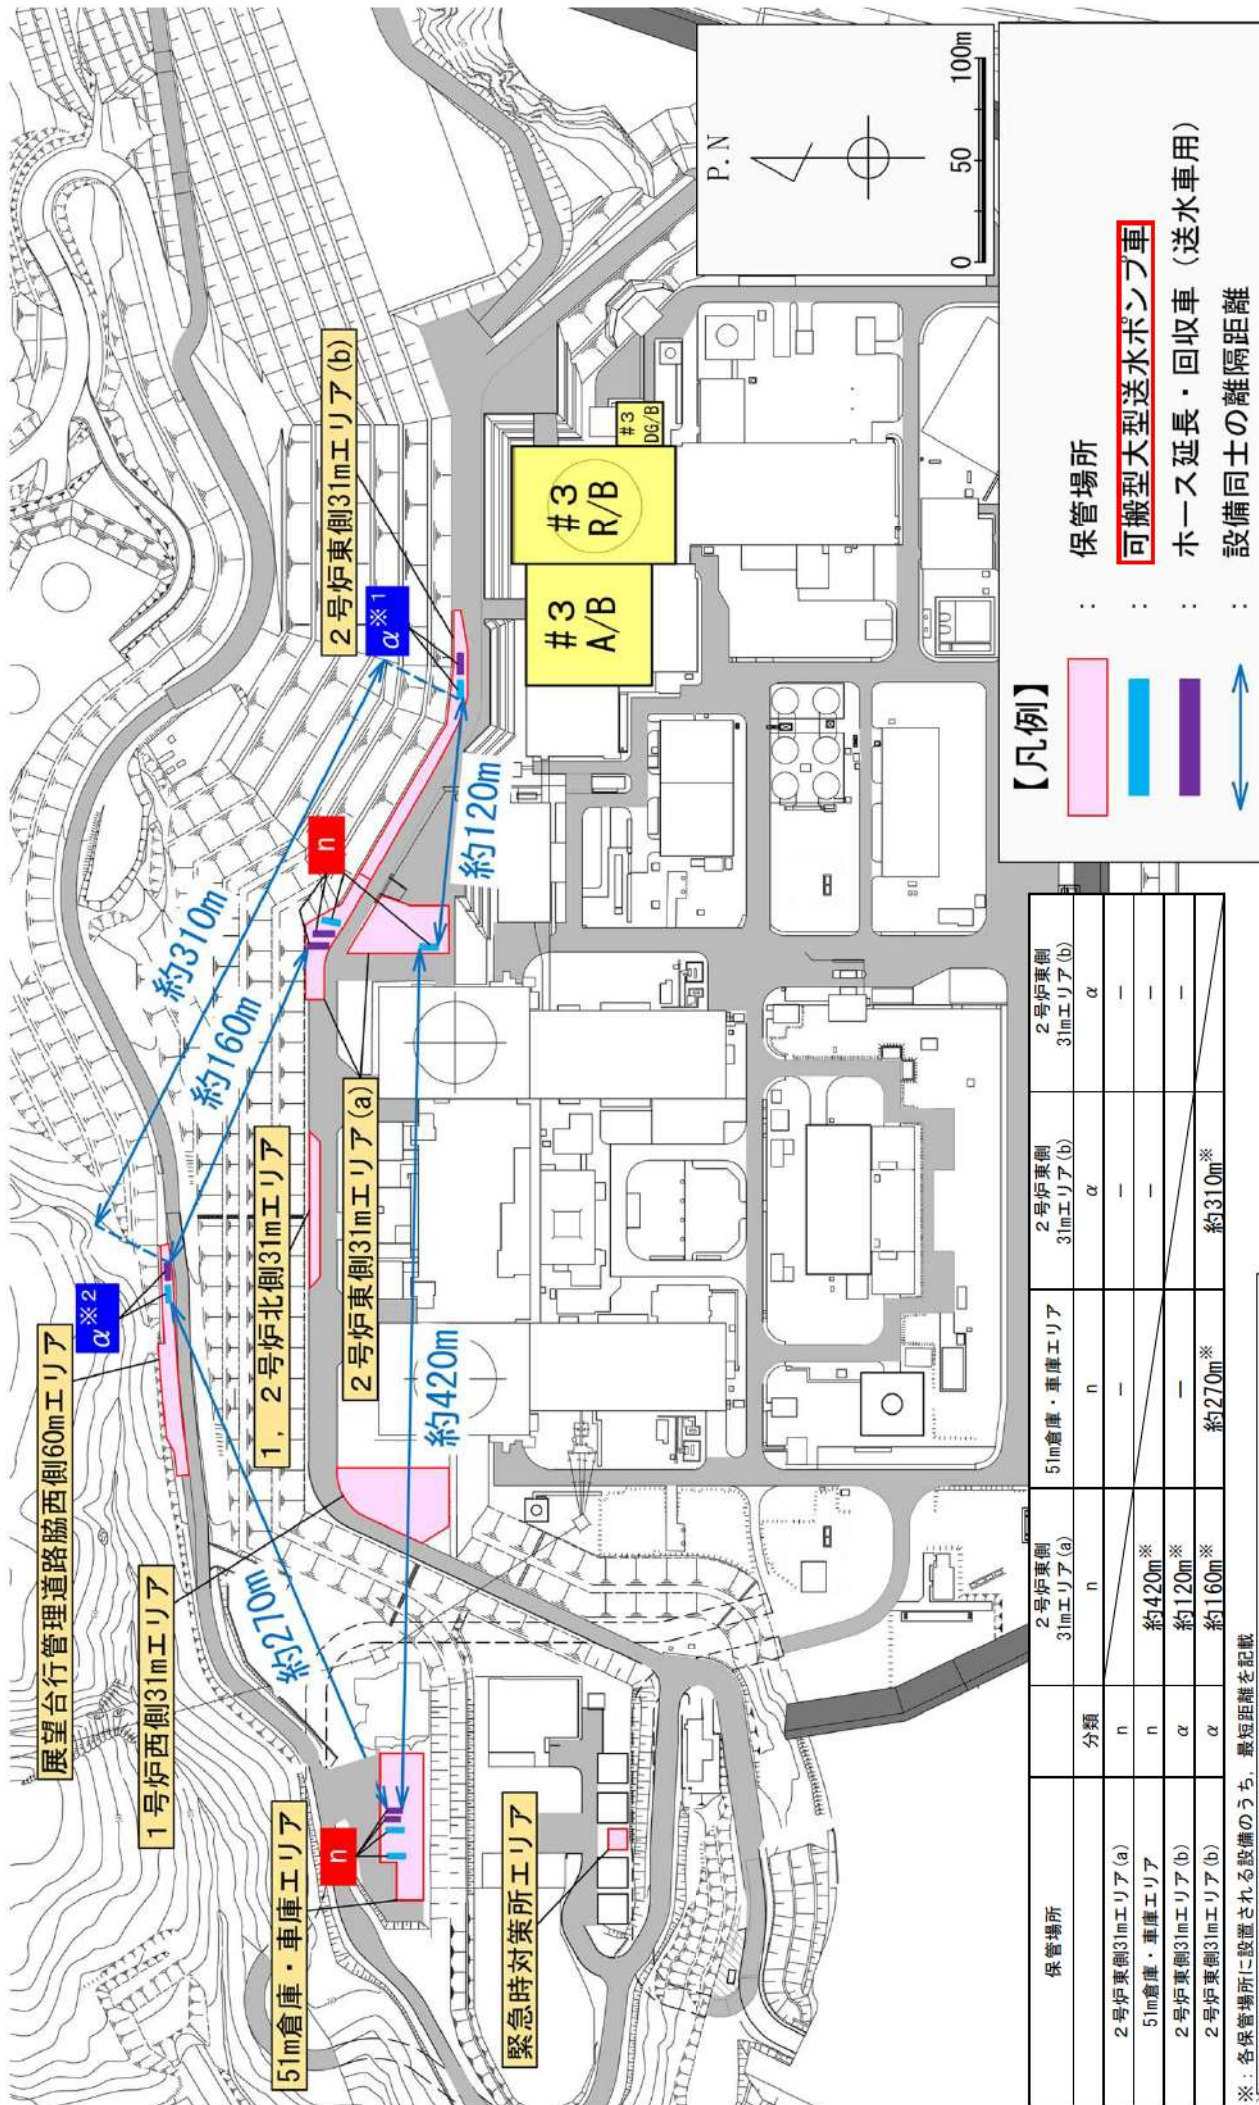 展望台行管理道路脇西側60mエリア
α※2
1号炉西側31mエリア
51m倉庫・車庫エリア
n
緊急時対策所エリア
1，2号炉北側31mエリア
2号炉東側31mエリア(a)
n
2号炉東側31mエリア(b)
α※1
約310m
約160m
約270m
約420m
約120m
#3
A/B
#3
R/B
#3
DG/B
P.N
0 50 100m
【凡例】
： 保管場所
： 可搬型大型送水ポンプ車
： ホース延長・回収車（送水車用）
： 設備同士の離隔距離
保管場所 分類 2号炉東側31mエリア(a) 51m倉庫・車庫エリア 2号炉東側31mエリア(b) 2号炉東側31mエリア(b)
n n α α
2号炉東側31mエリア(a) n － － －
51m倉庫・車庫エリア n 約420m※ － －
2号炉東側31mエリア(b) α 約120m※ － －
2号炉東側31mエリア(b) α 約160m※ 約270m※ 約310m※
※：各保管場所に設置される設備のうち，最短距離を記載